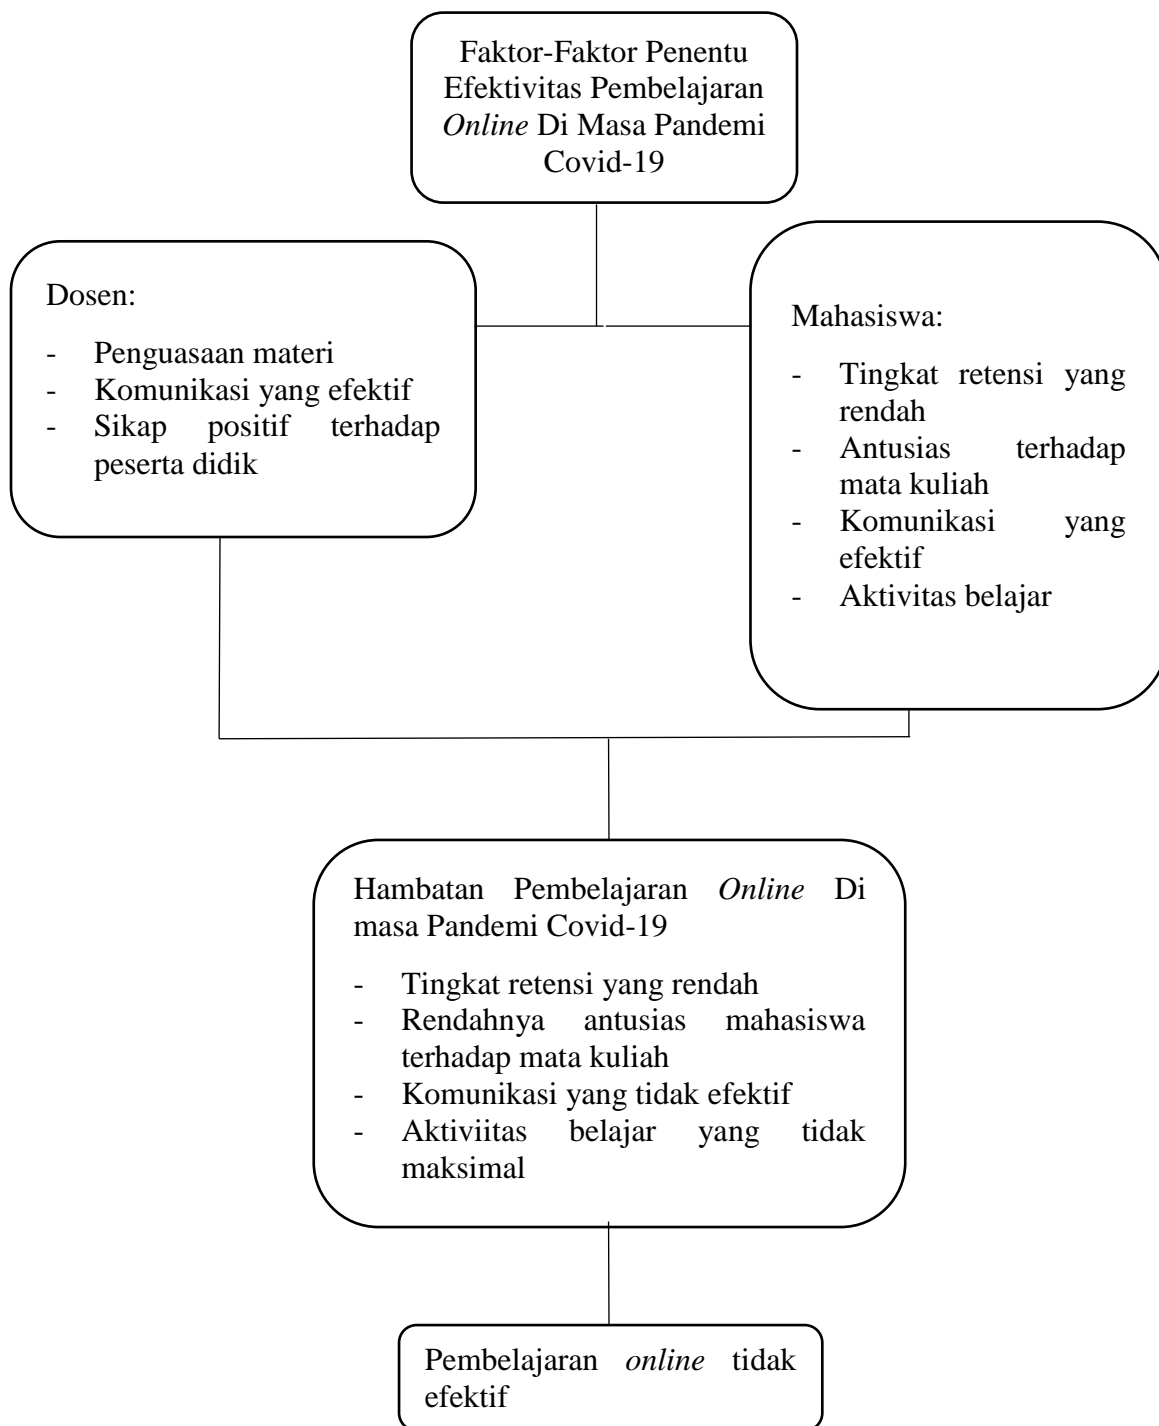 Faktor-Faktor Penentu
Efektivitas Pembelajaran
Online Di Masa Pandemi
Covid-19
Dosen:
- Penguasaan materi
- Komunikasi yang efektif
- Sikap positif terhadap
peserta didik
Mahasiswa:
- Tingkat retensi yang
rendah
- Antusias terhadap
mata kuliah
- Komunikasi yang
efektif
- Aktivitas belajar
Hambatan Pembelajaran Online Di
masa Pandemi Covid-19
- Tingkat retensi yang rendah
- Rendahnya antusias mahasiswa
terhadap mata kuliah
- Komunikasi yang tidak efektif
- Aktiviitas belajar yang tidak
maksimal
Pembelajaran online tidak
efektif